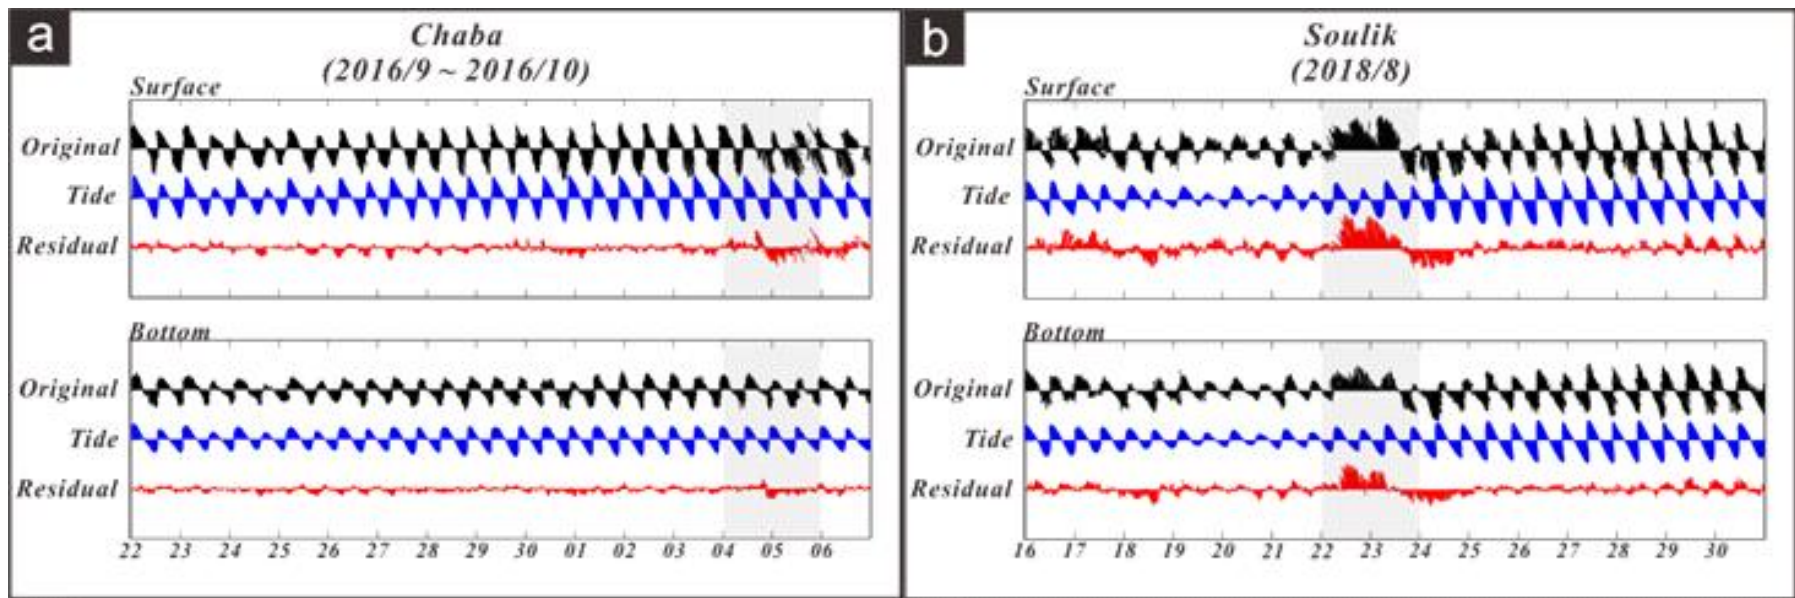 a
Chaba
(2016/9 ~ 2016/10)
Surface
Original
Tide
Residual
Bottom
Original
Tide
Residual
22 23 24 25 26 27 28 29 30 01 02 03 04 05 06
b
Soulik
(2018/8)
Surface
Original
Tide
Residual
Bottom
Original
Tide
Residual
16 17 18 19 20 21 22 23 24 25 26 27 28 29 30